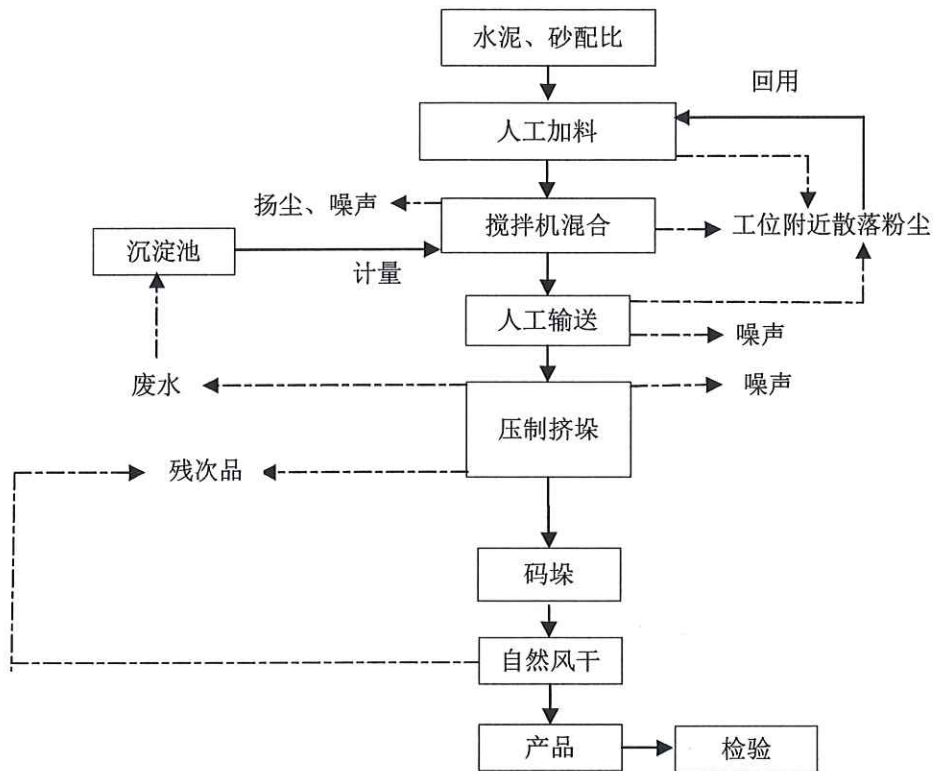 水泥、砂配比
回用
人工加料
扬尘、噪声
搅拌机混合
工位附近散落粉尘
沉淀池
计量
人工输送
噪声
废水
噪声
压制挤垛
残次品
码垛
自然风干
产品
检验